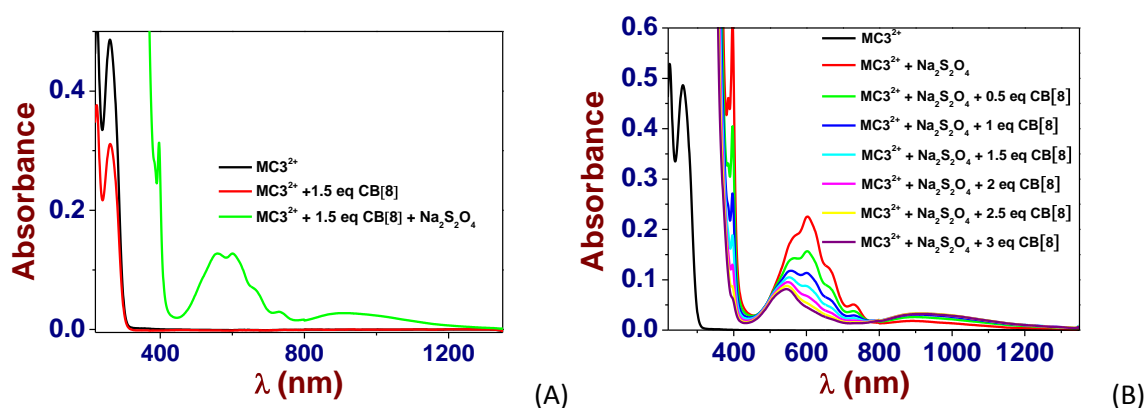 0.4
0.2
0.0
400
800
1200
Absorbance
λ (nm)
MC3²⁺
MC3²⁺ +1.5 eq CB[8]
MC3²⁺ + 1.5 eq CB[8] + Na₂S₂O₄
(A)
0.6
0.5
0.4
0.3
0.2
0.1
0.0
400
600
800
1000
1200
Absorbance
λ (nm)
MC3²⁺
MC3²⁺ + Na₂S₂O₄
MC3²⁺ + Na₂S₂O₄ + 0.5 eq CB[8]
MC3²⁺ + Na₂S₂O₄ + 1 eq CB[8]
MC3²⁺ + Na₂S₂O₄ + 1.5 eq CB[8]
MC3²⁺ + Na₂S₂O₄ + 2 eq CB[8]
MC3²⁺ + Na₂S₂O₄ + 2.5 eq CB[8]
MC3²⁺ + Na₂S₂O₄ + 3 eq CB[8]
(B)